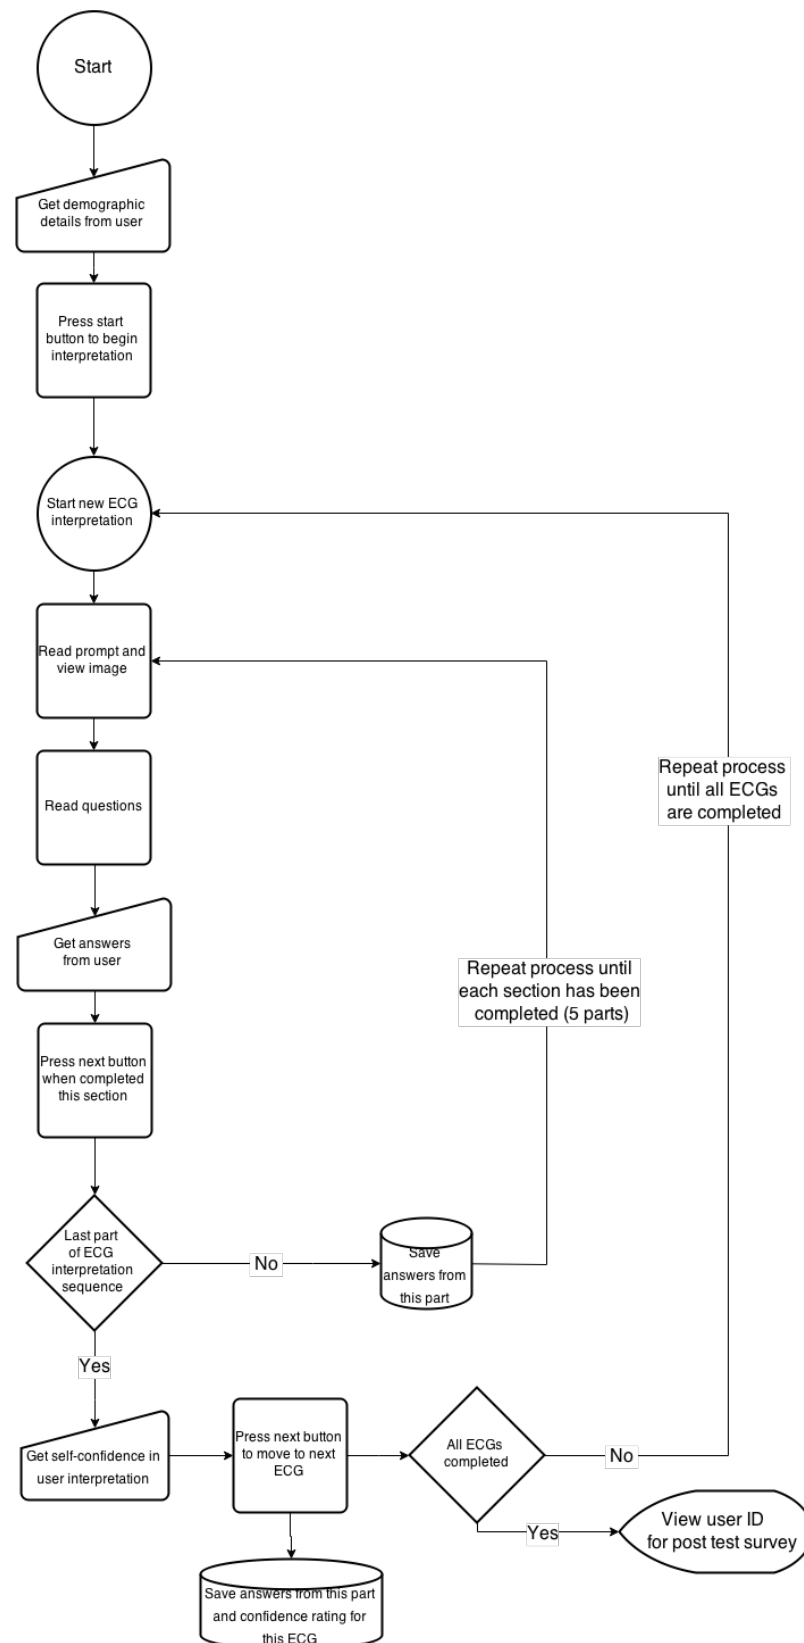 Start
Get demographic
details from user
Press start
button to begin
interpretation
Start new ECG
interpretation
Read prompt and
view image
Read questions
Get answers
from user
Press next button
when completed
this section
Repeat process
until all ECGs
are completed
Repeat process until
each section has been
completed (5 parts)
Last part
of ECG
interpretation
sequence
No
Save
answers from
this part
Yes
Get self-confidence in
user interpretation
Press next button
to move to next
ECG
All ECGs
completed
No
Yes
View user ID
for post test survey
Save answers from this part
and confidence rating for
this ECG